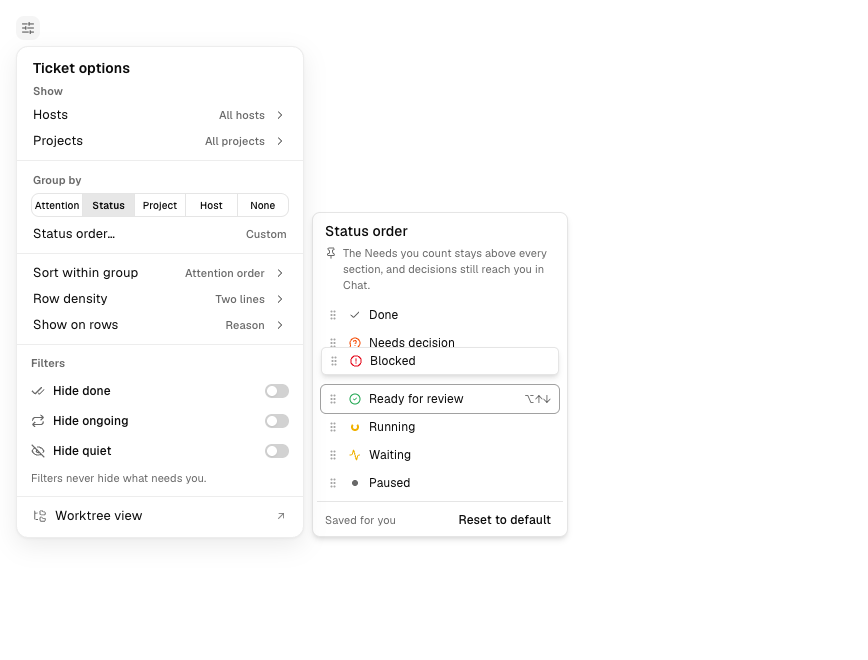 Ticket options
Show
Hosts All hosts
Projects All projects
Group by
Attention Status Project Host None
Status order... Custom
Sort within group Attention order
Row density Two lines
Show on rows Reason
Filters
Hide done
Hide ongoing
Hide quiet
Filters never hide what needs you.
Worktree view
Status order
The Needs you count stays above every
section, and decisions still reach you in
Chat.
Done
Needs decision
Blocked
Ready for review ⌥↑↓
Running
Waiting
Paused
Saved for you Reset to default